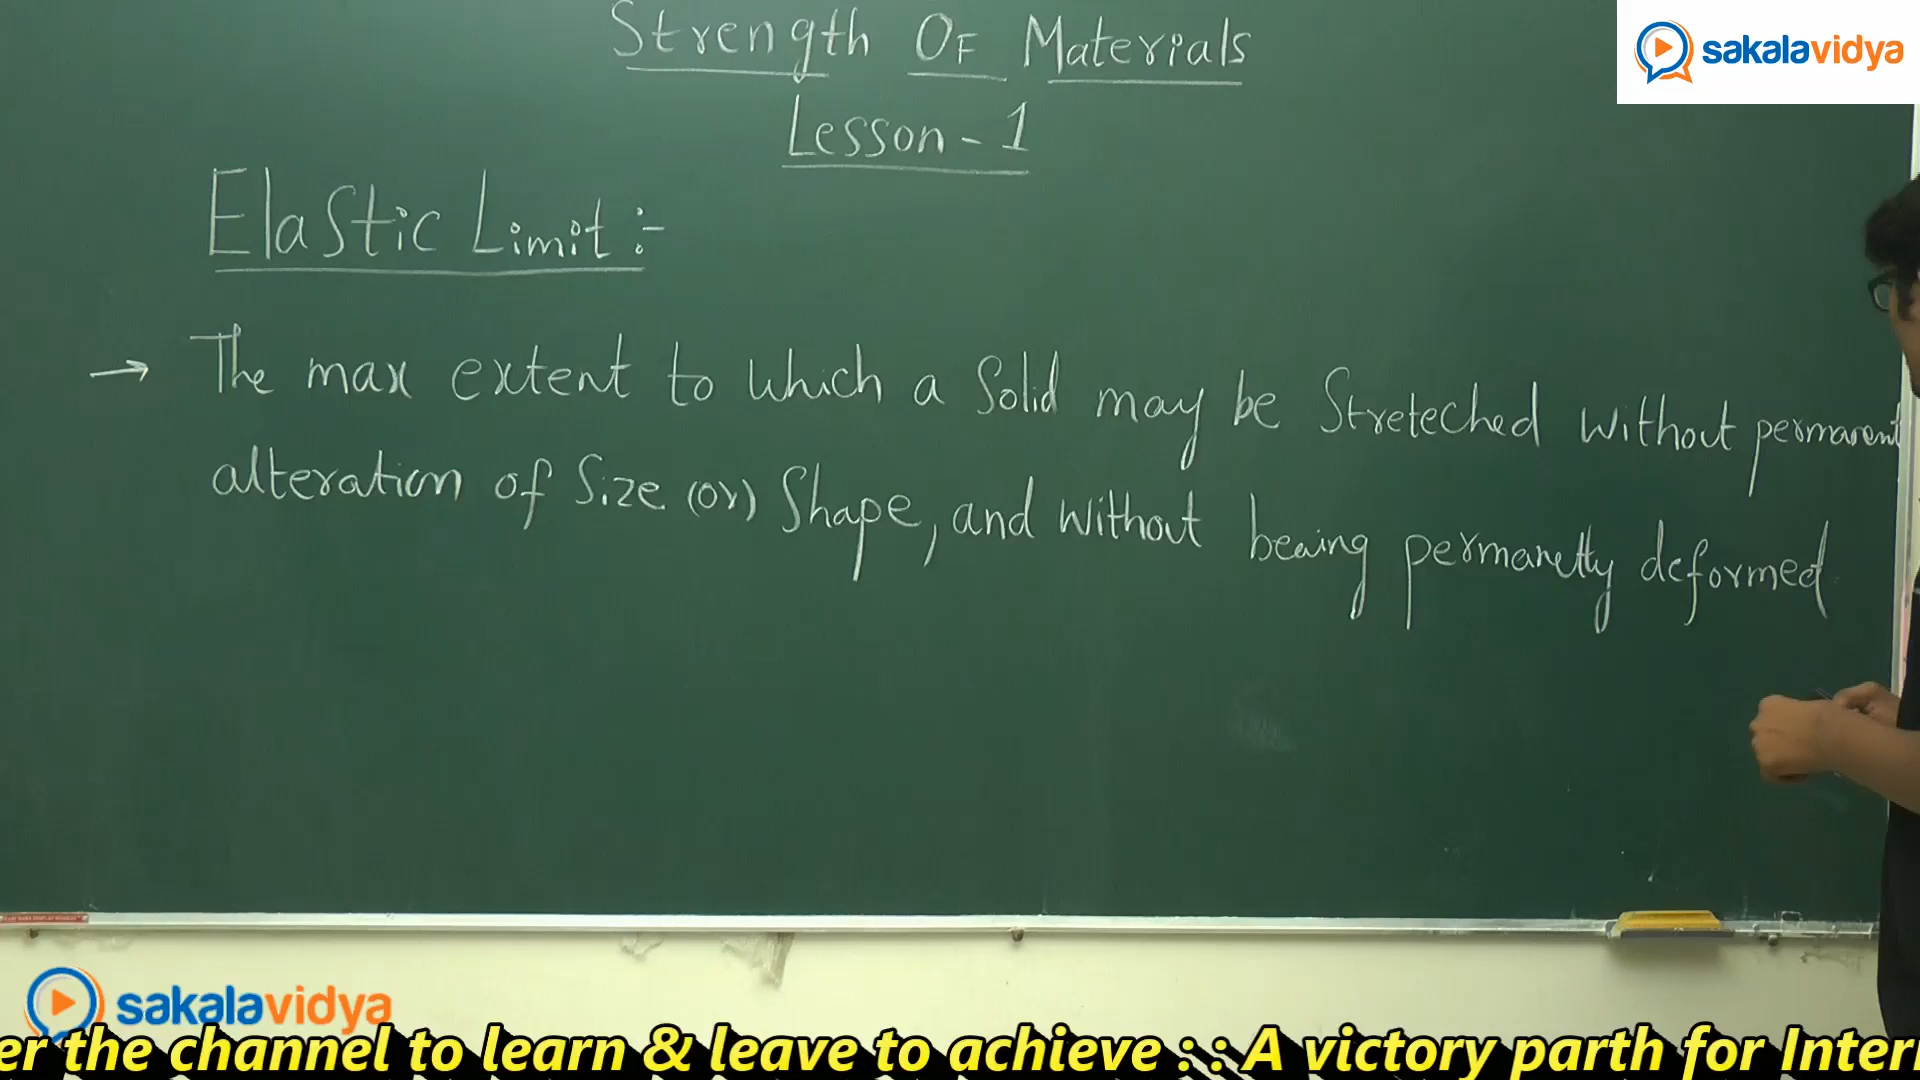 Strength OF Materials
sakalavidya
Lesson - 1
Elastic Limit :-
→ The max extent to which a Solid may be Streteched without permanent
alteration of Size (or) Shape, and without beaing permanetly deformed
sakalavidya
er the channel to learn & leave to achieve : : A victory parth for Inter